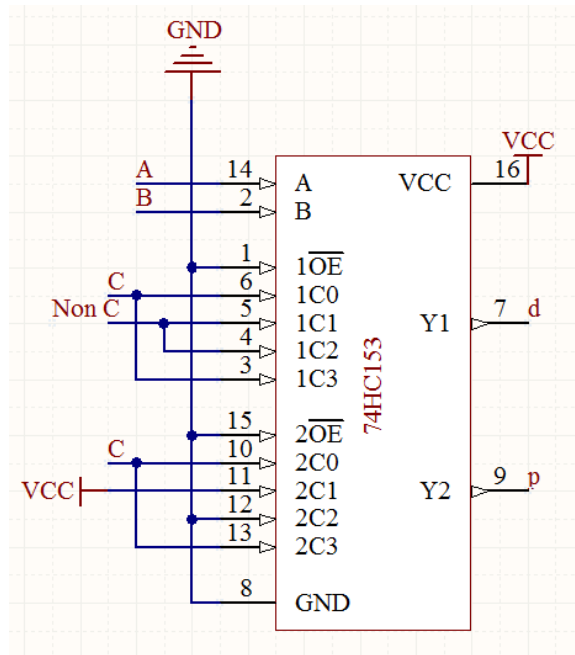 GND
VCC
A 14 A VCC 16
B 2 B
1 1OE
C 6 1C0
Non C 5 1C1 Y1 7 d
4 1C2
3 1C3
74HC153
15 2OE
C 10 2C0
VCC 11 2C1 Y2 9 p
12 2C2
13 2C3
8 GND